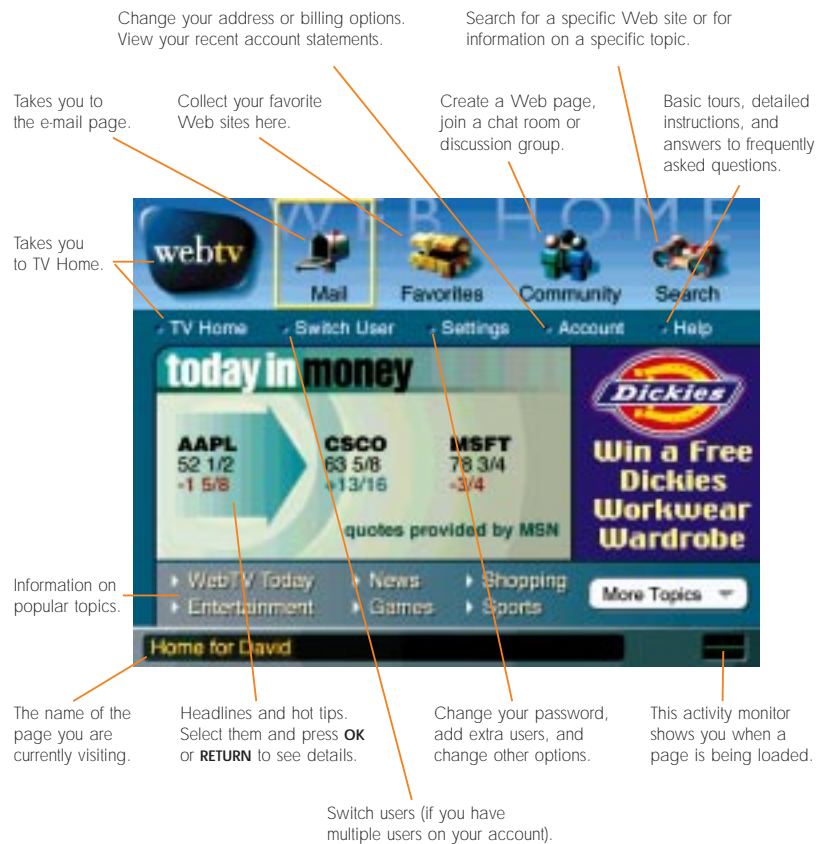 Change your address or billing options.
View your recent account statements.
Search for a specific Web site or for
information on a specific topic.
Takes you to
the e-mail page.
Collect your favorite
Web sites here.
Create a Web page,
join a chat room or
discussion group.
Basic tours, detailed
instructions, and
answers to frequently
asked questions.
Takes you
to TV Home.
WEB HOME
webtv
Mail
Favorites
Community
Search
TV Home
Switch User
Settings
Account
Help
today in money
AAPL
52 1/2
-1 5/8
CSCO
63 5/8
+13/16
MSFT
78 3/4
-3/4
quotes provided by MSN
Dickies
Win a Free
Dickies
Workwear
Wardrobe
Information on
popular topics.
WebTV Today
News
Shopping
Entertainment
Games
Sports
More Topics
Home for David
The name of the
page you are
currently visiting.
Headlines and hot tips.
Select them and press OK
or RETURN to see details.
Change your password,
add extra users, and
change other options.
This activity monitor
shows you when a
page is being loaded.
Switch users (if you have
multiple users on your account).